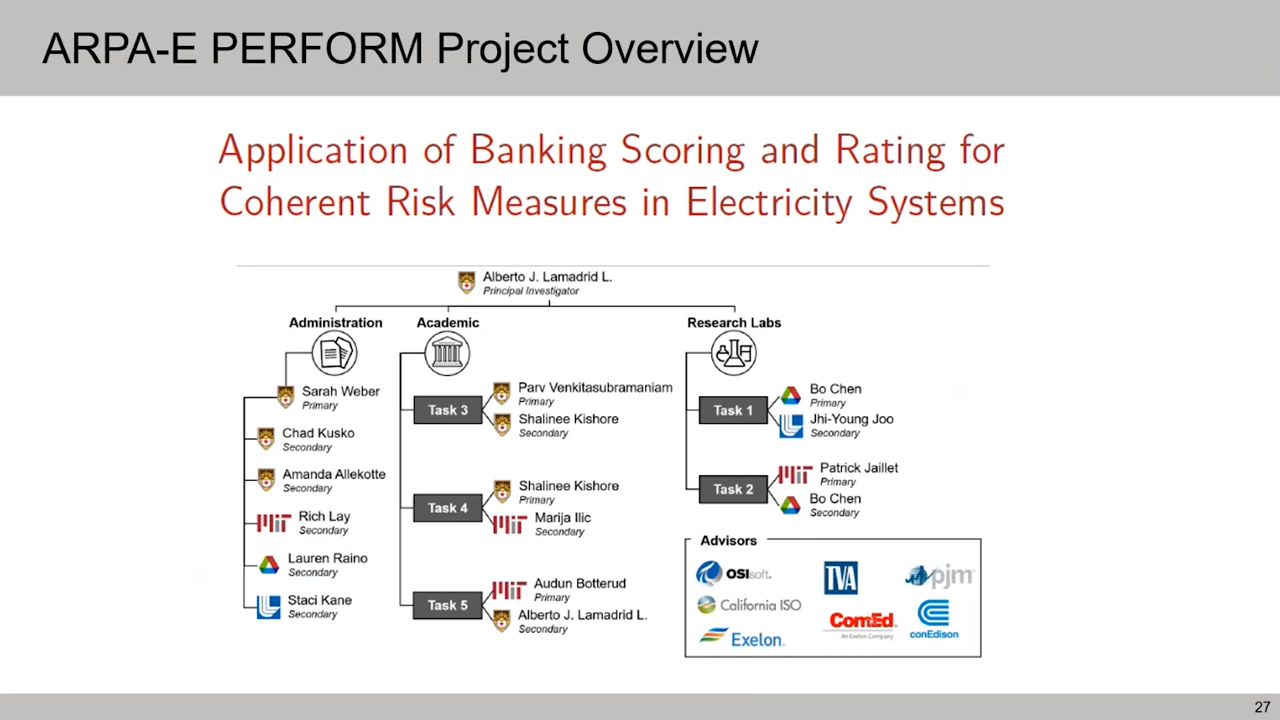 ARPA-E PERFORM Project Overview
Application of Banking Scoring and Rating for
Coherent Risk Measures in Electricity Systems
Alberto J. Lamadrid L.
Principal Investigator
Administration
Sarah Weber
Primary
Chad Kusko
Secondary
Amanda Allekotte
Secondary
MIT
Rich Lay
Secondary
Lauren Raino
Secondary
Staci Kane
Secondary
Academic
Task 3
Parv Venkitasubramaniam
Primary
Shalinee Kishore
Secondary
Task 4
Shalinee Kishore
Primary
MIT
Marija Ilic
Secondary
Task 5
MIT
Audun Botterud
Primary
Alberto J. Lamadrid L.
Secondary
Research Labs
Task 1
Bo Chen
Primary
Jhi-Young Joo
Secondary
Task 2
MIT
Patrick Jaillet
Primary
Bo Chen
Secondary
Advisors
OSIsoft.
TVA
pjm
California ISO
ComEd
An Exelon Company
conEdison
Exelon
27